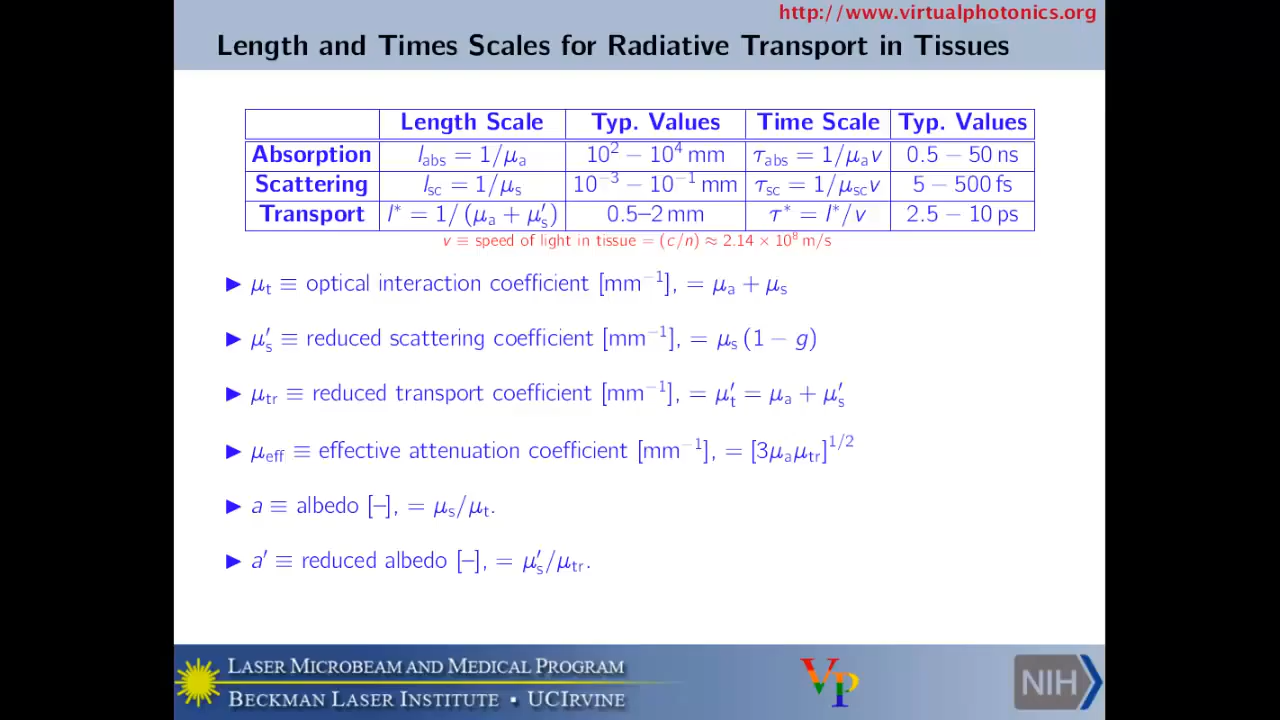 http://www.virtualphotonics.org
Length and Times Scales for Radiative Transport in Tissues
Length Scale Typ. Values Time Scale Typ. Values
Absorption l_abs = 1/μ_a 10² − 10⁴ mm τ_abs = 1/μ_a v 0.5 − 50 ns
Scattering l_sc = 1/μ_s 10⁻³ − 10⁻¹ mm τ_sc = 1/μ_sc v 5 − 500 fs
Transport l* = 1/ (μ_a + μ′_s) 0.5–2 mm τ* = l*/v 2.5 − 10 ps
v ≡ speed of light in tissue = (c/n) ≈ 2.14 × 10⁸ m/s
▶ μ_t ≡ optical interaction coefficient [mm⁻¹], = μ_a + μ_s
▶ μ′_s ≡ reduced scattering coefficient [mm⁻¹], = μ_s (1 − g)
▶ μ_tr ≡ reduced transport coefficient [mm⁻¹], = μ′_t = μ_a + μ′_s
▶ μ_eff ≡ effective attenuation coefficient [mm⁻¹], = [3μ_a μ_tr]^1/2
▶ a ≡ albedo [–], = μ_s/μ_t.
▶ a′ ≡ reduced albedo [–], = μ′_s/μ_tr.
LASER MICROBEAM AND MEDICAL PROGRAM
BECKMAN LASER INSTITUTE ▪ UCIRVINE
VP
NIH